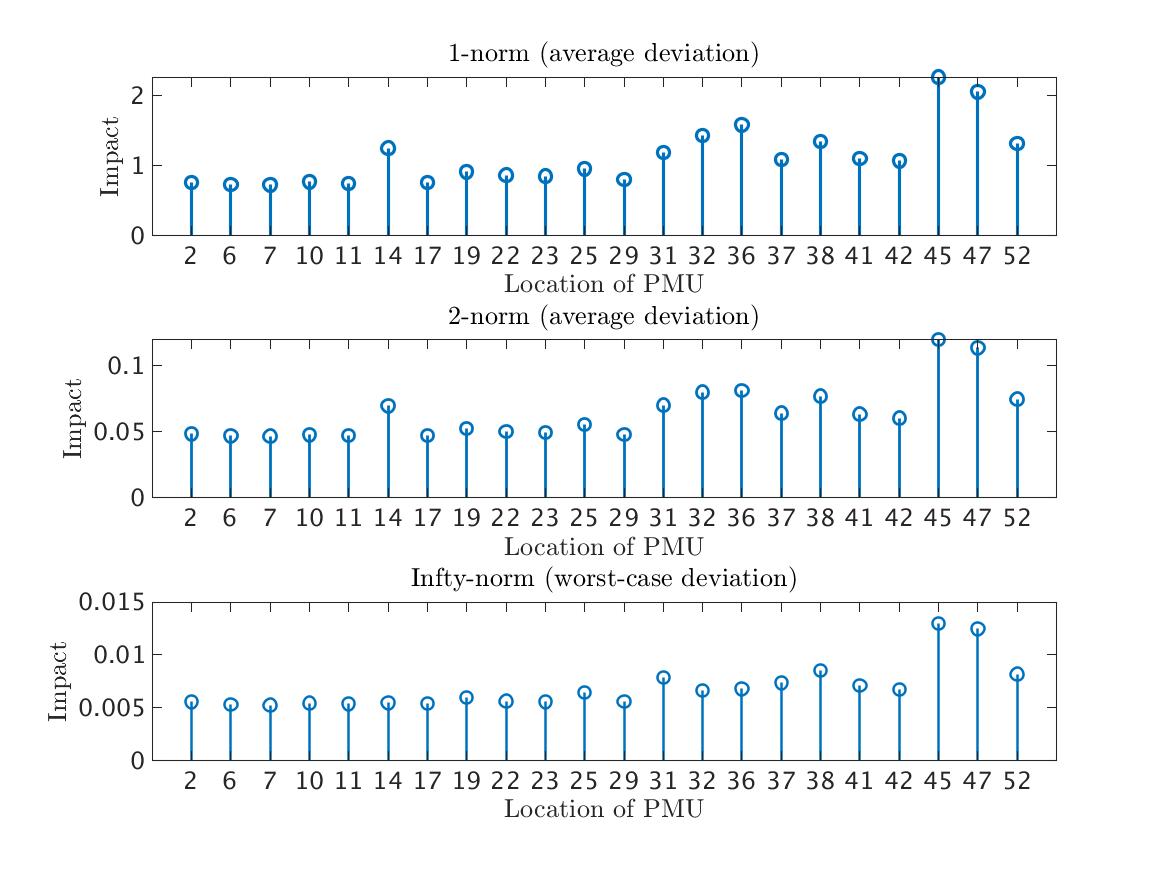 1-norm (average deviation)
2
1
0
Impact
2 6 7 10 11 14 17 19 22 23 25 29 31 32 36 37 38 41 42 45 47 52
Location of PMU
2-norm (average deviation)
0.1
0.05
0
Impact
2 6 7 10 11 14 17 19 22 23 25 29 31 32 36 37 38 41 42 45 47 52
Location of PMU
Infty-norm (worst-case deviation)
0.015
0.01
0.005
0
Impact
2 6 7 10 11 14 17 19 22 23 25 29 31 32 36 37 38 41 42 45 47 52
Location of PMU